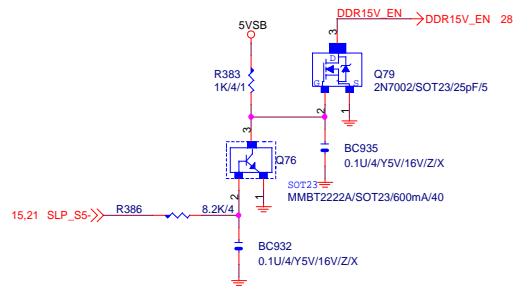 DDR15V_EN
DDR15V_EN 28
5VSB
3
D
G
S
Q79
2N7002/SOT23/25pF/5
R383
1K/4/1
2
1
3
Q76
BC935
0.1U/4/Y5V/16V/Z/X
SOT23
MMBT2222A/SOT23/600mA/40
2
1
15,21 SLP_S5-
R386
8.2K/4
BC932
0.1U/4/Y5V/16V/Z/X